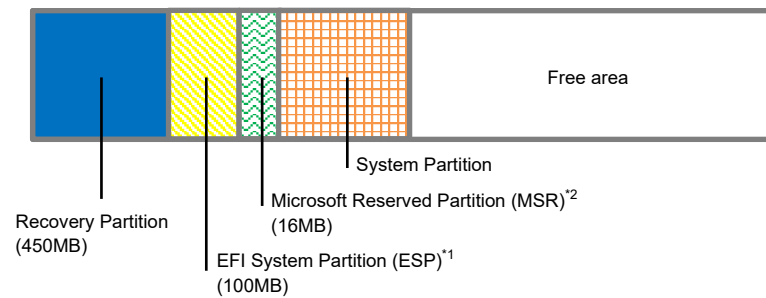 Free area
System Partition
Microsoft Reserved Partition (MSR)*2
(16MB)
Recovery Partition
(450MB)
EFI System Partition (ESP)*1
(100MB)